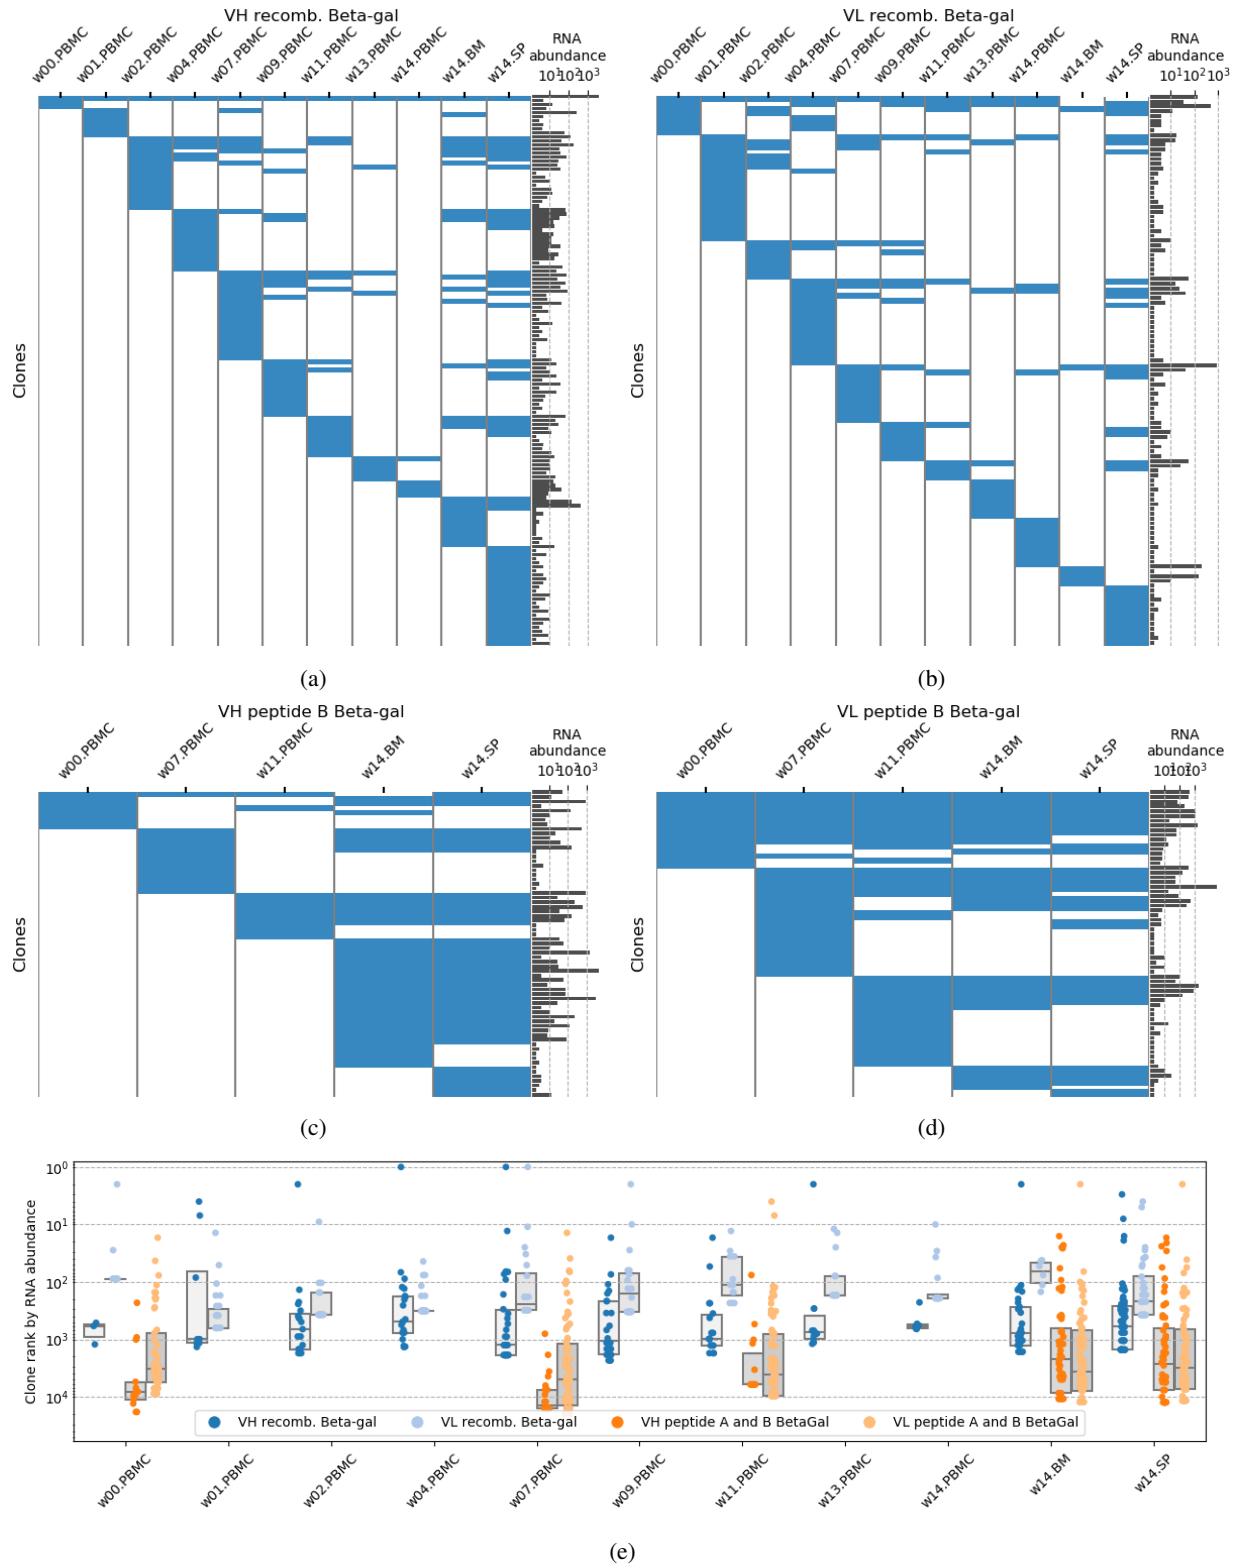 VH recomb. Beta-gal
w00.PBMC
w01.PBMC
w02.PBMC
w04.PBMC
w07.PBMC
w09.PBMC
w11.PBMC
w13.PBMC
w14.PBMC
w14.BM
w14.SP
RNA
abundance
10¹10²10³
Clones
(a)
VL recomb. Beta-gal
w00.PBMC
w01.PBMC
w02.PBMC
w04.PBMC
w07.PBMC
w09.PBMC
w11.PBMC
w13.PBMC
w14.PBMC
w14.BM
w14.SP
RNA
abundance
10¹10²10³
Clones
(b)
VH peptide B Beta-gal
w00.PBMC
w07.PBMC
w11.PBMC
w14.BM
w14.SP
RNA
abundance
10¹10²10³
Clones
(c)
VL peptide B Beta-gal
w00.PBMC
w07.PBMC
w11.PBMC
w14.BM
w14.SP
RNA
abundance
10¹10²10³
Clones
(d)
Clone rank by RNA abundance
10⁰
10¹
10²
10³
10⁴
VH recomb. Beta-gal
VL recomb. Beta-gal
VH peptide A and B BetaGal
VL peptide A and B BetaGal
w00.PBMC
w01.PBMC
w02.PBMC
w04.PBMC
w07.PBMC
w09.PBMC
w11.PBMC
w13.PBMC
w14.PBMC
w14.BM
w14.SP
(e)